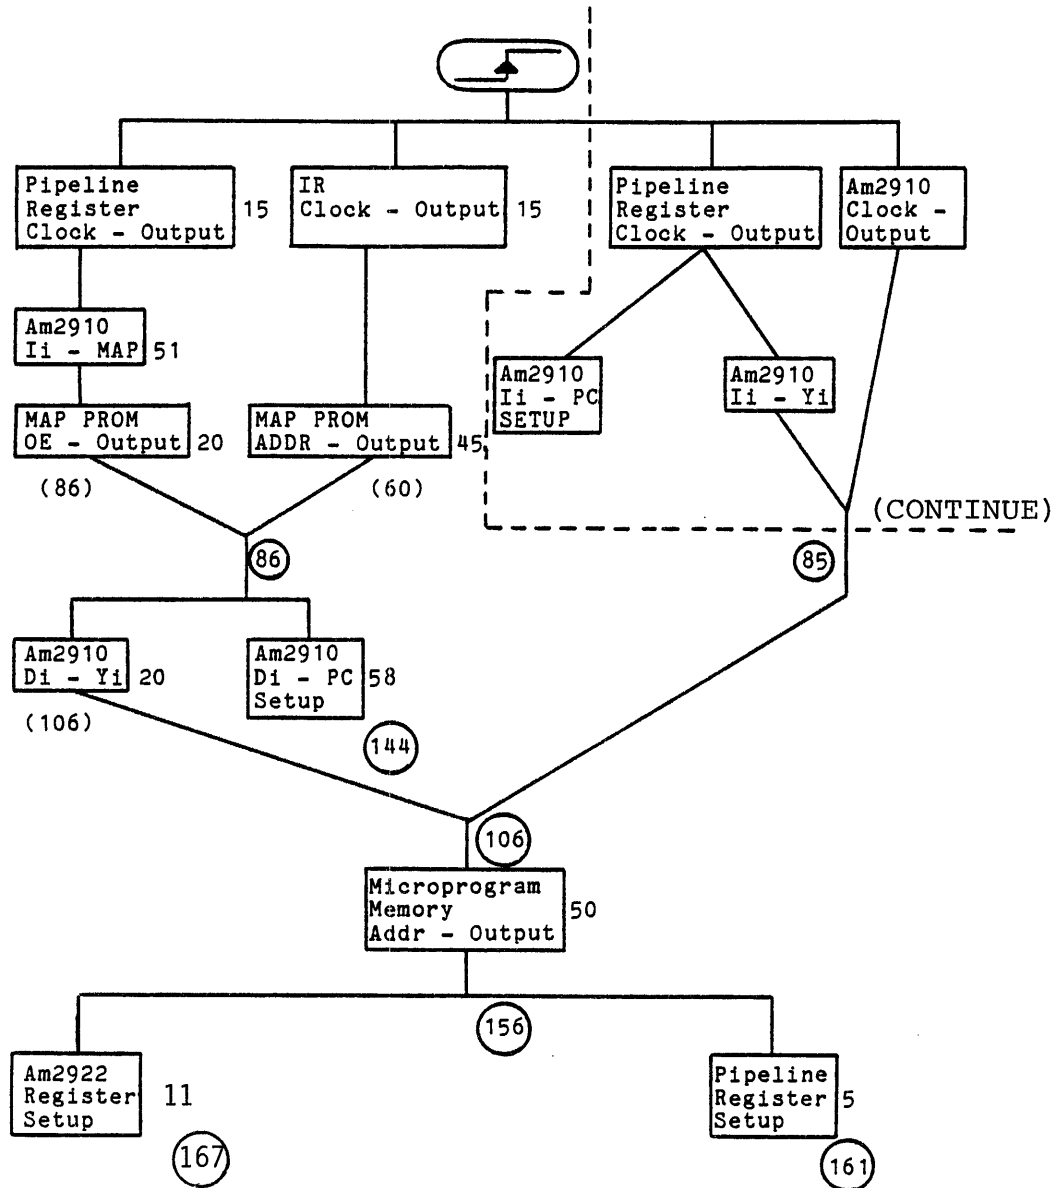 Pipeline
Register
Clock - Output
15
IR
Clock - Output
15
Pipeline
Register
Clock - Output
Am2910
Clock -
Output
Am2910
Ii - MAP
51
Am2910
Ii - PC
SETUP
Am2910
Ii - Yi
MAP PROM
OE - Output
20
MAP PROM
ADDR - Output
45
(86)
(60)
(CONTINUE)
86
85
Am2910
Di - Yi
20
Am2910
Di - PC
Setup
58
(106)
144
106
Microprogram
Memory
Addr - Output
50
156
Am2922
Register
Setup
11
Pipeline
Register
Setup
5
167
161